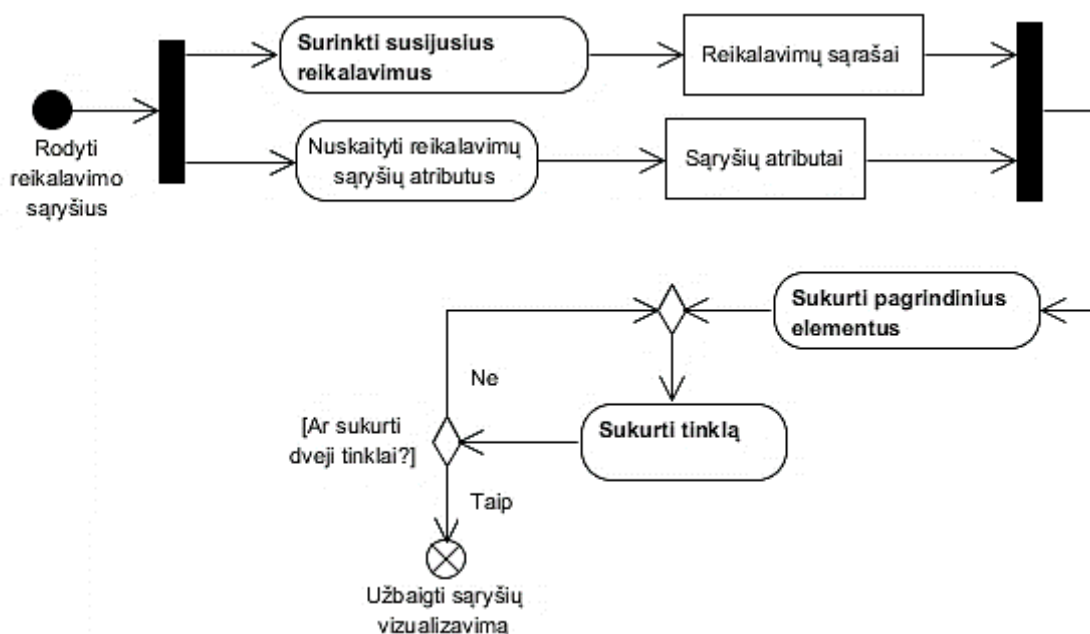 Surinkti susijusius
reikalavimus
Reikalavimų sąrašai
Rodyti
reikalavimo
sąryšius
Nuskaityti reikalavimų
sąryšių atributus
Sąryšių atributai
Sukurti pagrindinius
elementus
Ne
[Ar sukurti
dveji tinklai?]
Sukurti tinklą
Taip
Užbaigti sąryšių
vizualizavimą